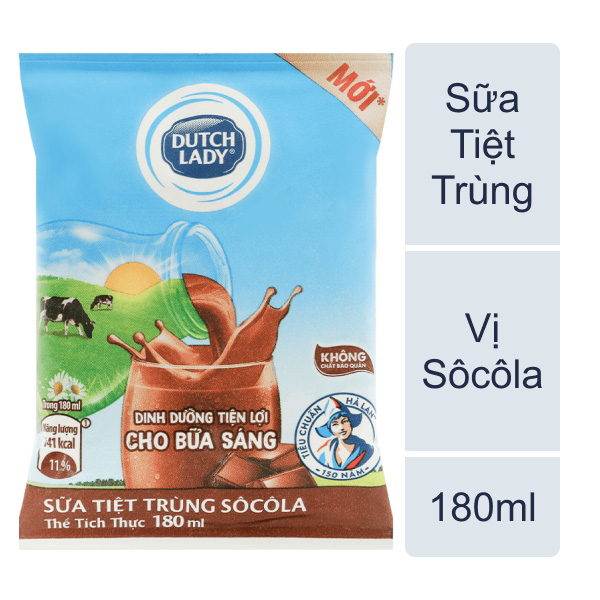 MỚI*
DUTCH
LADY®
KHÔNG
CHẤT BẢO QUẢN
Trong 180 ml
Năng lượng
141 kcal
11%
DINH DƯỠNG TIỆN LỢI
CHO BỮA SÁNG
TIÊU CHUẨN HÀ LAN
150 NĂM
SỮA TIỆT TRÙNG SÔCÔLA
Thể Tích Thực 180 ml
Sữa
Tiệt
Trùng
Vị
Sôcôla
180ml